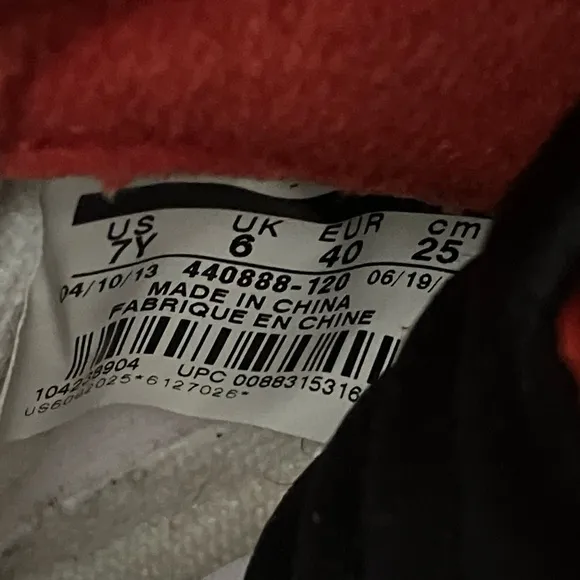 US UK EUR cm
7Y 6 40 25
04/10/13 440888-120 06/19/
MADE IN CHINA
FABRIQUE EN CHINE
UPC 0088315316